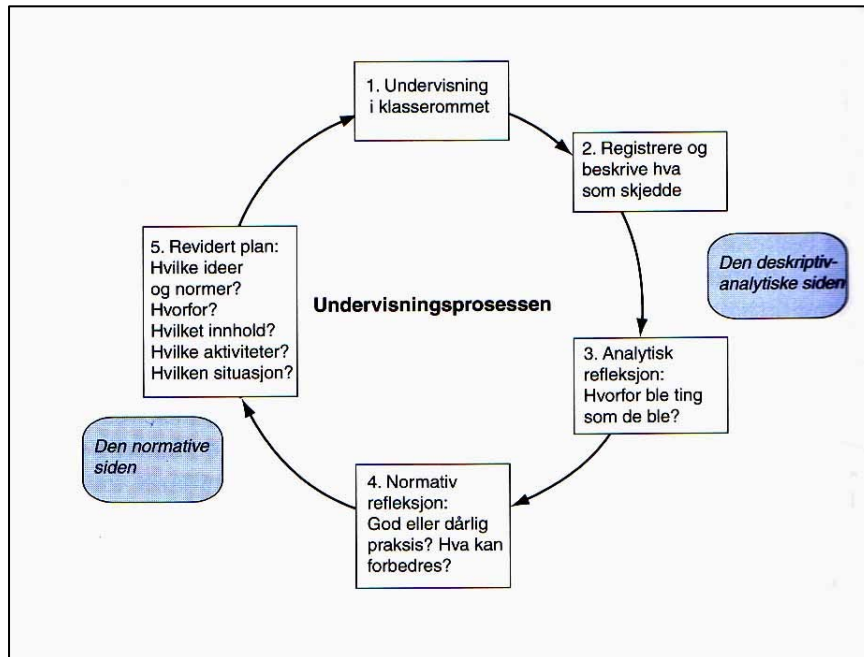 1. Undervisning
i klasserommet
2. Registrere og
beskrive hva
som skjedde
Den deskriptiv-
analytiske siden
3. Analytisk
refleksjon:
Hvorfor ble ting
som de ble?
4. Normativ
refleksjon:
God eller dårlig
praksis? Hva kan
forbedres?
5. Revidert plan:
Hvilke ideer
og normer?
Hvorfor?
Hvilket innhold?
Hvilke aktiviteter?
Hvilken situasjon?
Den normative
siden
Undervisningsprosessen